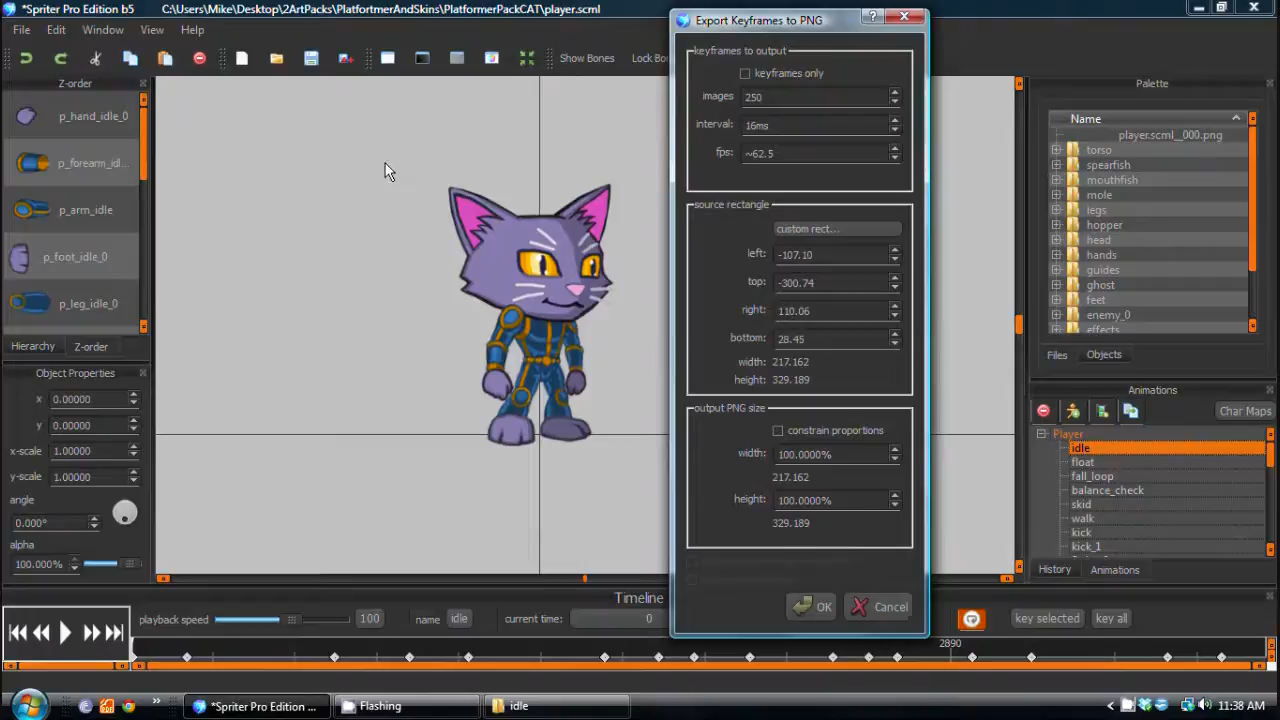 *Spriter Pro Edition b5
C:\Users\Mike\Desktop\2ArtPacks\PlatfortmerAndSkins\PlatformerPackCAT\player.scml
File Edit Window View Help
Show Bones Lock Bo
Z-order
p_hand_idle_0
p_forearm_idl...
p_arm_idle
p_foot_idle_0
p_leg_idle_0
Hierarchy Z-order
Object Properties
x 0.00000
y 0.00000
x-scale 1.00000
y-scale 1.00000
angle
0.000°
alpha
100.000%
Export Keyframes to PNG
keyframes to output
keyframes only
images 250
interval: 16ms
fps: ~62.5
source rectangle
custom rect...
left: -107.10
top: -300.74
right: 110.06
bottom: 28.45
width: 217.162
height: 329.189
output PNG size
constrain proportions
width: 100.0000%
217.162
height: 100.0000%
329.189
OK Cancel
Palette
Name
player.scml__000.png
torso
spearfish
mouthfish
mole
legs
hopper
head
hands
guides
ghost
feet
enemy_0
effects
Files Objects
Animations
Char Maps
Player
idle
float
fall_loop
balance_check
skid
walk
kick
kick_1
History Animations
Timeline
playback speed 100 name idle current time: 0 key selected key all
2890
*Spriter Pro Edition ... Flashing idle 11:38 AM